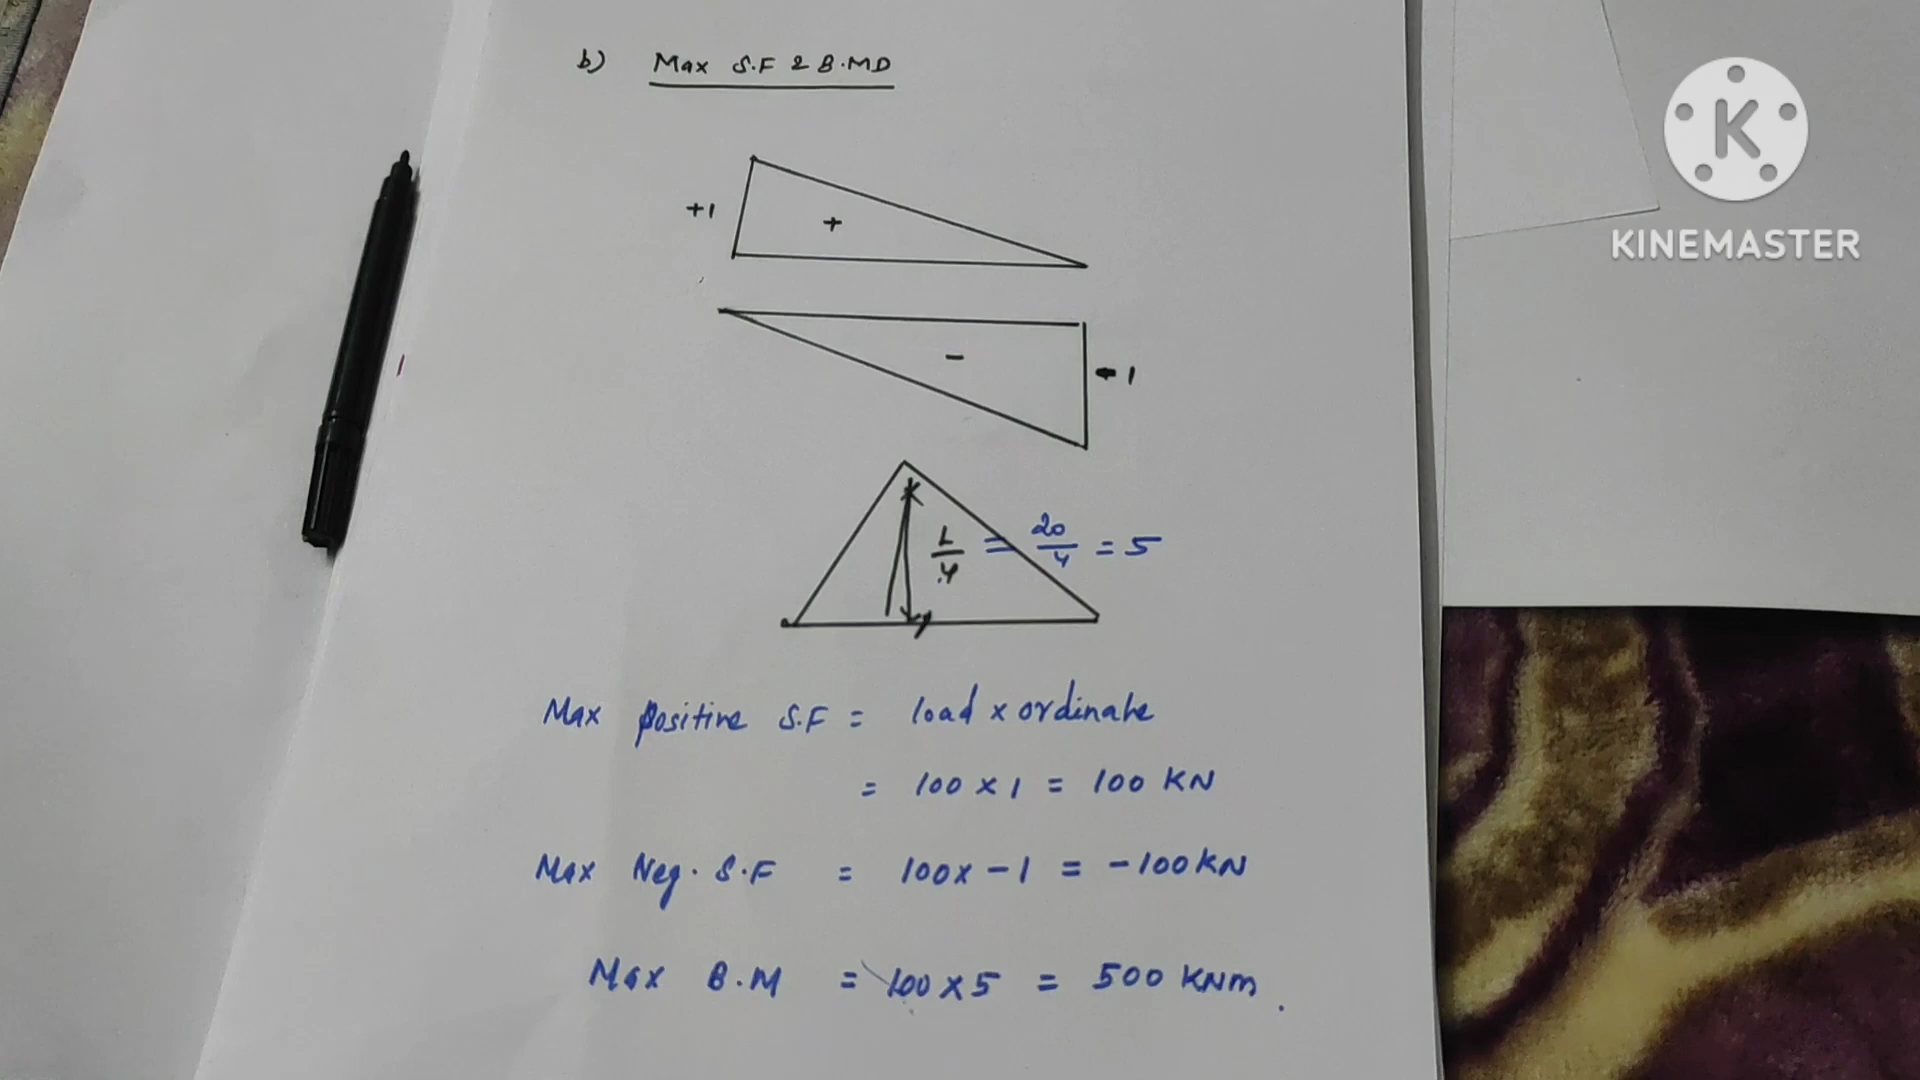 b) Max S.F & B.MD
K
KINEMASTER
+1
+
-
-1
L/4 = 20/4 = 5
Max positive S.F = load x ordinate
= 100 x 1 = 100 KN
Max Neg. S.F = 100x -1 = -100KN
Max B.M = 100 x 5 = 500 KNm.